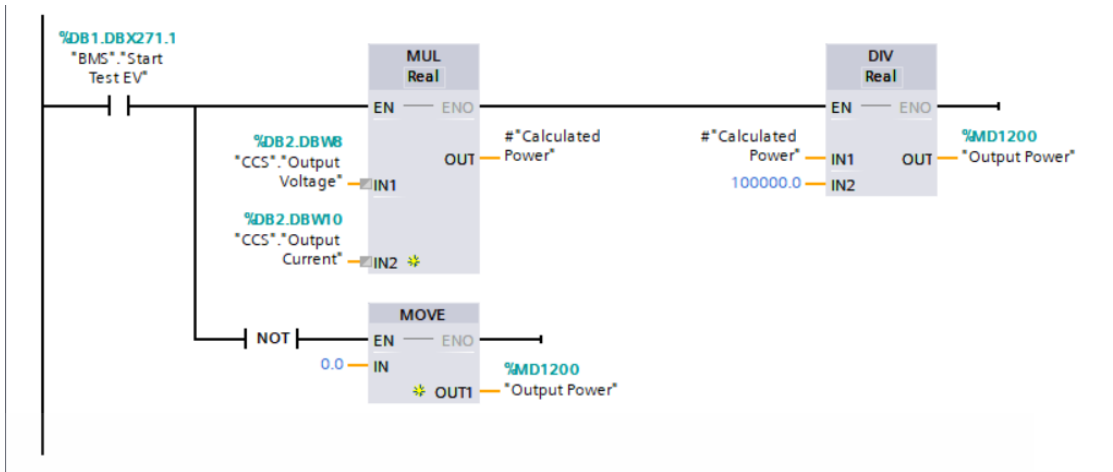 %DB1.DBX271.1
"BMS"."Start
Test EV"
MUL
Real
EN
ENO
%DB2.DBW8
"CCS"."Output
Voltage"
IN1
OUT
#"Calculated
Power"
%DB2.DBW10
"CCS"."Output
Current"
IN2
DIV
Real
EN
ENO
#"Calculated
Power"
IN1
OUT
%MD1200
"Output Power"
100000.0
IN2
NOT
MOVE
EN
ENO
0.0
IN
OUT1
%MD1200
"Output Power"